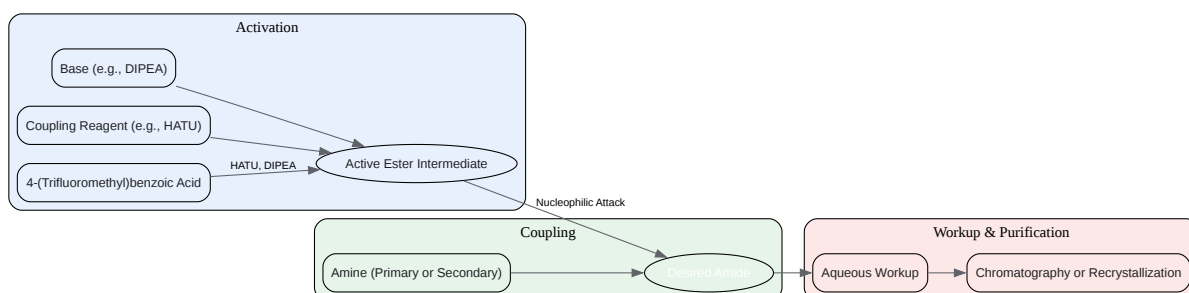 Activation
Base (e.g., DIPEA)
Coupling Reagent (e.g., HATU)
4-(Trifluoromethyl)benzoic Acid
HATU, DIPEA
Active Ester Intermediate
Nucleophilic Attack
Coupling
Amine (Primary or Secondary)
Desired Amide
Workup & Purification
Aqueous Workup
Chromatography or Recrystallization